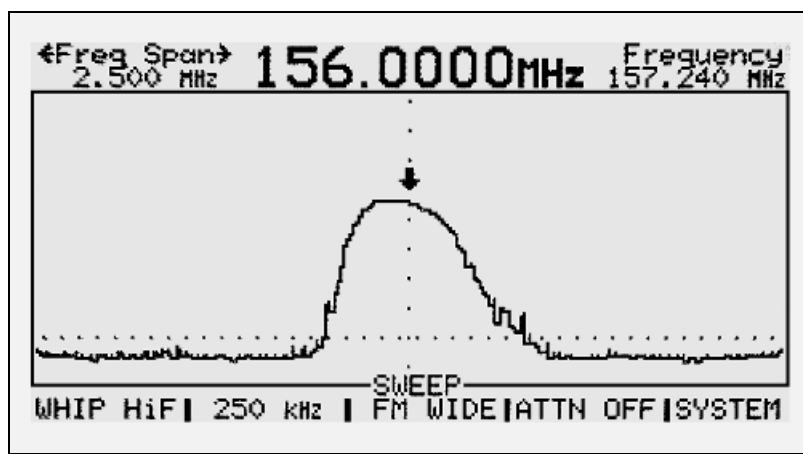 ←Freq Span→ 156.0000MHz Frequency
2.500 MHz 157.240 MHz
SWEEP
WHIP HiF| 250 kHz | FM WIDE|ATTN OFF|SYSTEM